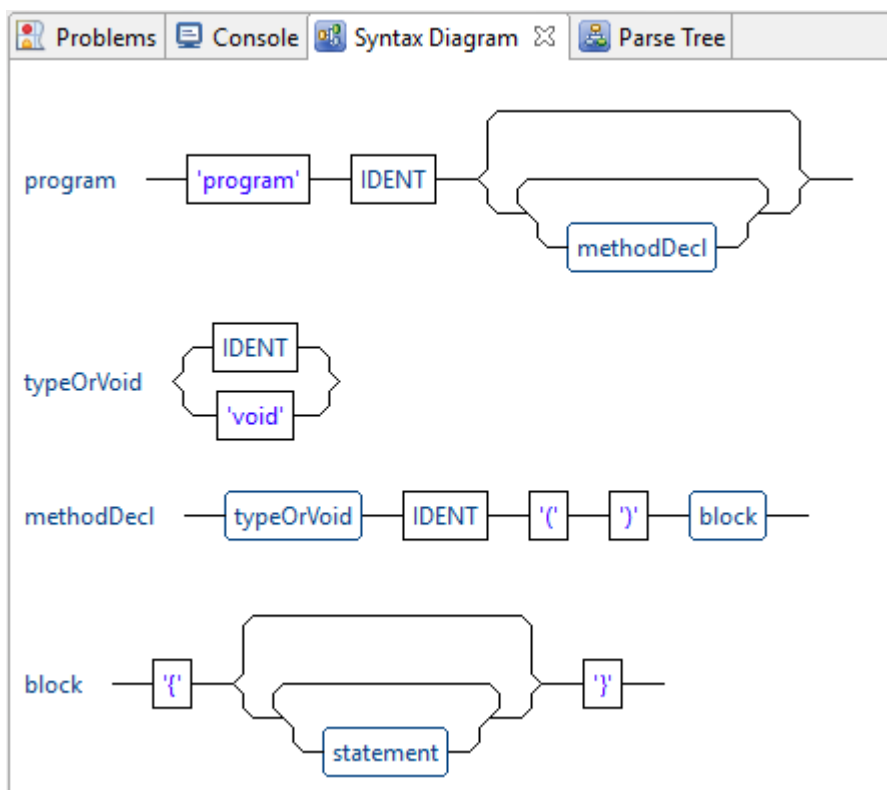 Problems Console Syntax Diagram Parse Tree
program 'program' IDENT
methodDecl
IDENT
typeOrVoid
'void'
methodDecl typeOrVoid IDENT '(' ')' block
block '{' '}'
statement